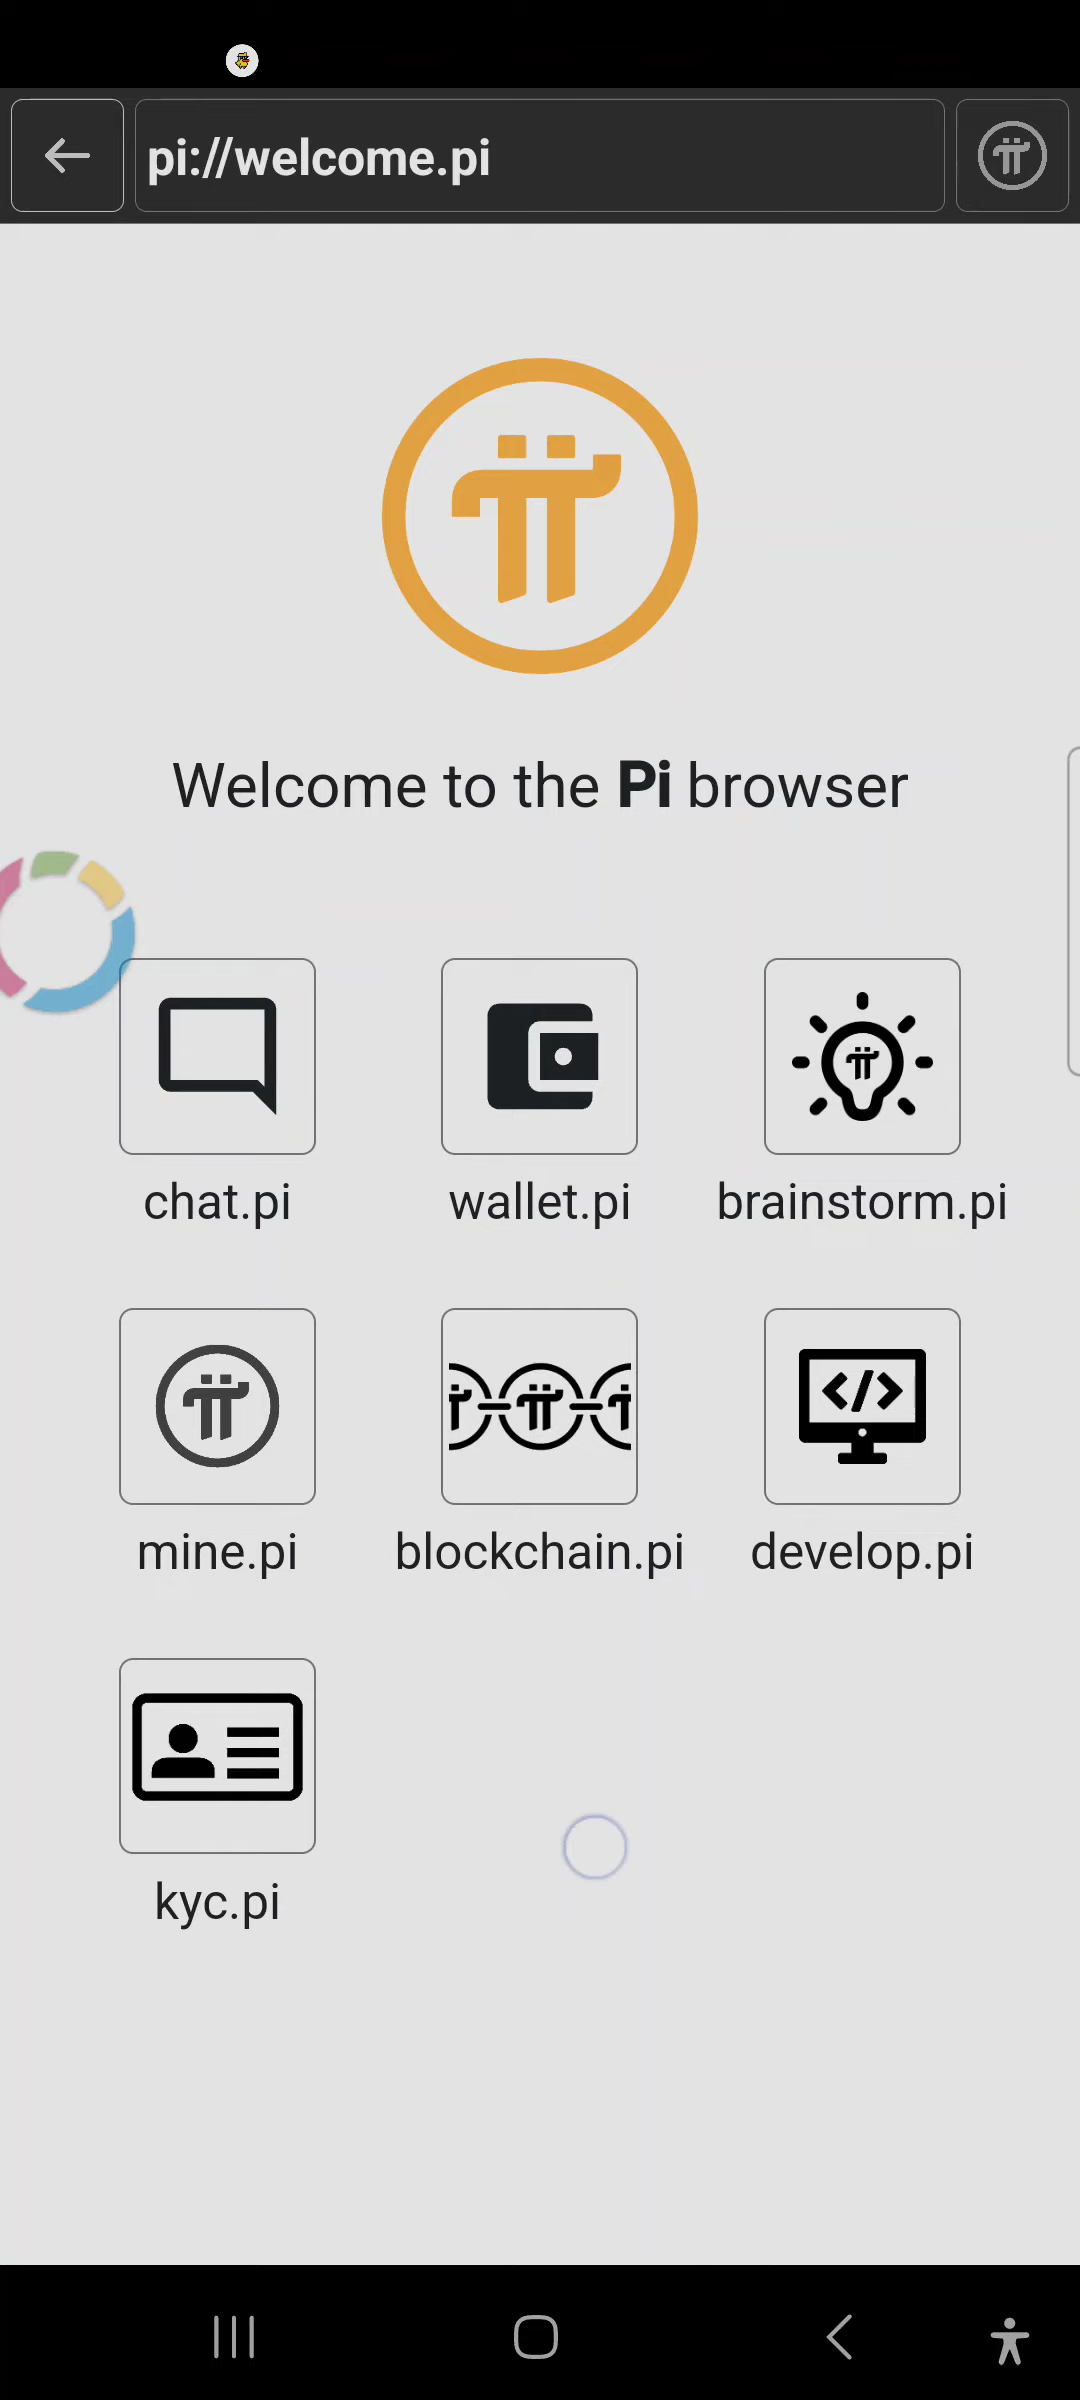 pi://welcome.pi
Welcome to the Pi browser
chat.pi wallet.pi brainstorm.pi
mine.pi blockchain.pi develop.pi
kyc.pi